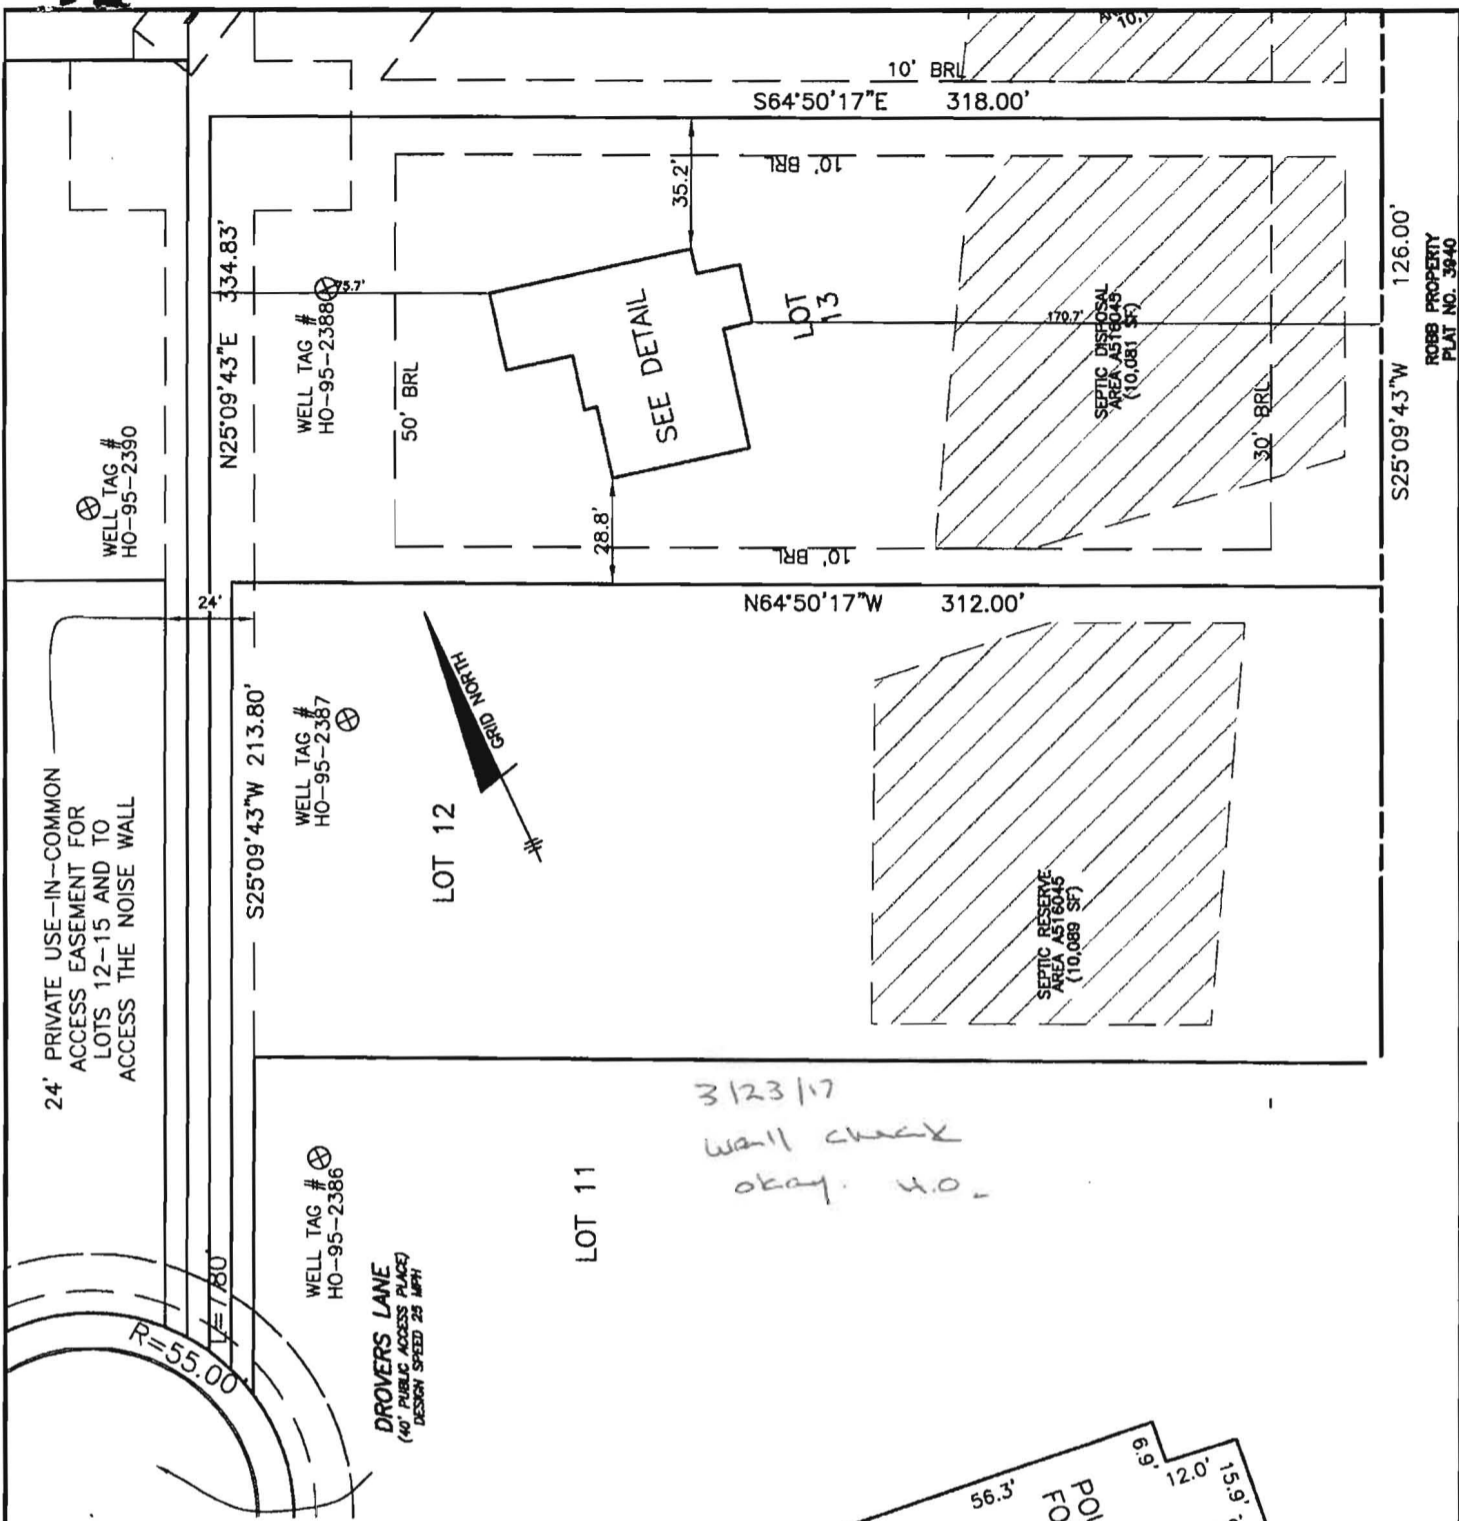 10' BRL
S64°50'17"E 318.00'
10' BRL
35.2'
N25°09'43"E 334.83'
WELL TAG #
HO-95-2388
75.7'
50' BRL
SEE DETAIL
LOT
13
170.7'
SEPTIC DISPOSAL
AREA A516045
(10,081 SF)
30' BRL
S25°09'43"W 126.00'
ROBB PROPERTY
PLAT NO. 3940
WELL TAG #
HO-95-2390
28.8'
10' BRL
24'
N64°50'17"W 312.00'
24' PRIVATE USE-IN-COMMON
ACCESS EASEMENT FOR
LOTS 12-15 AND TO
ACCESS THE NOISE WALL
S25°09'43"W 213.80'
WELL TAG #
HO-95-2387
GRID NORTH
LOT 12
SEPTIC RESERVE
AREA A516045
(10,089 SF)
3/23/17
wall check
okay. H.O.
WELL TAG #
HO-95-2386
LOT 11
R=55.00'
DROVERS LANE
(40' PUBLIC ACCESS PLACE)
DESIGN SPEED 25 MPH
56.3'
6.9'
12.0'
15.9'